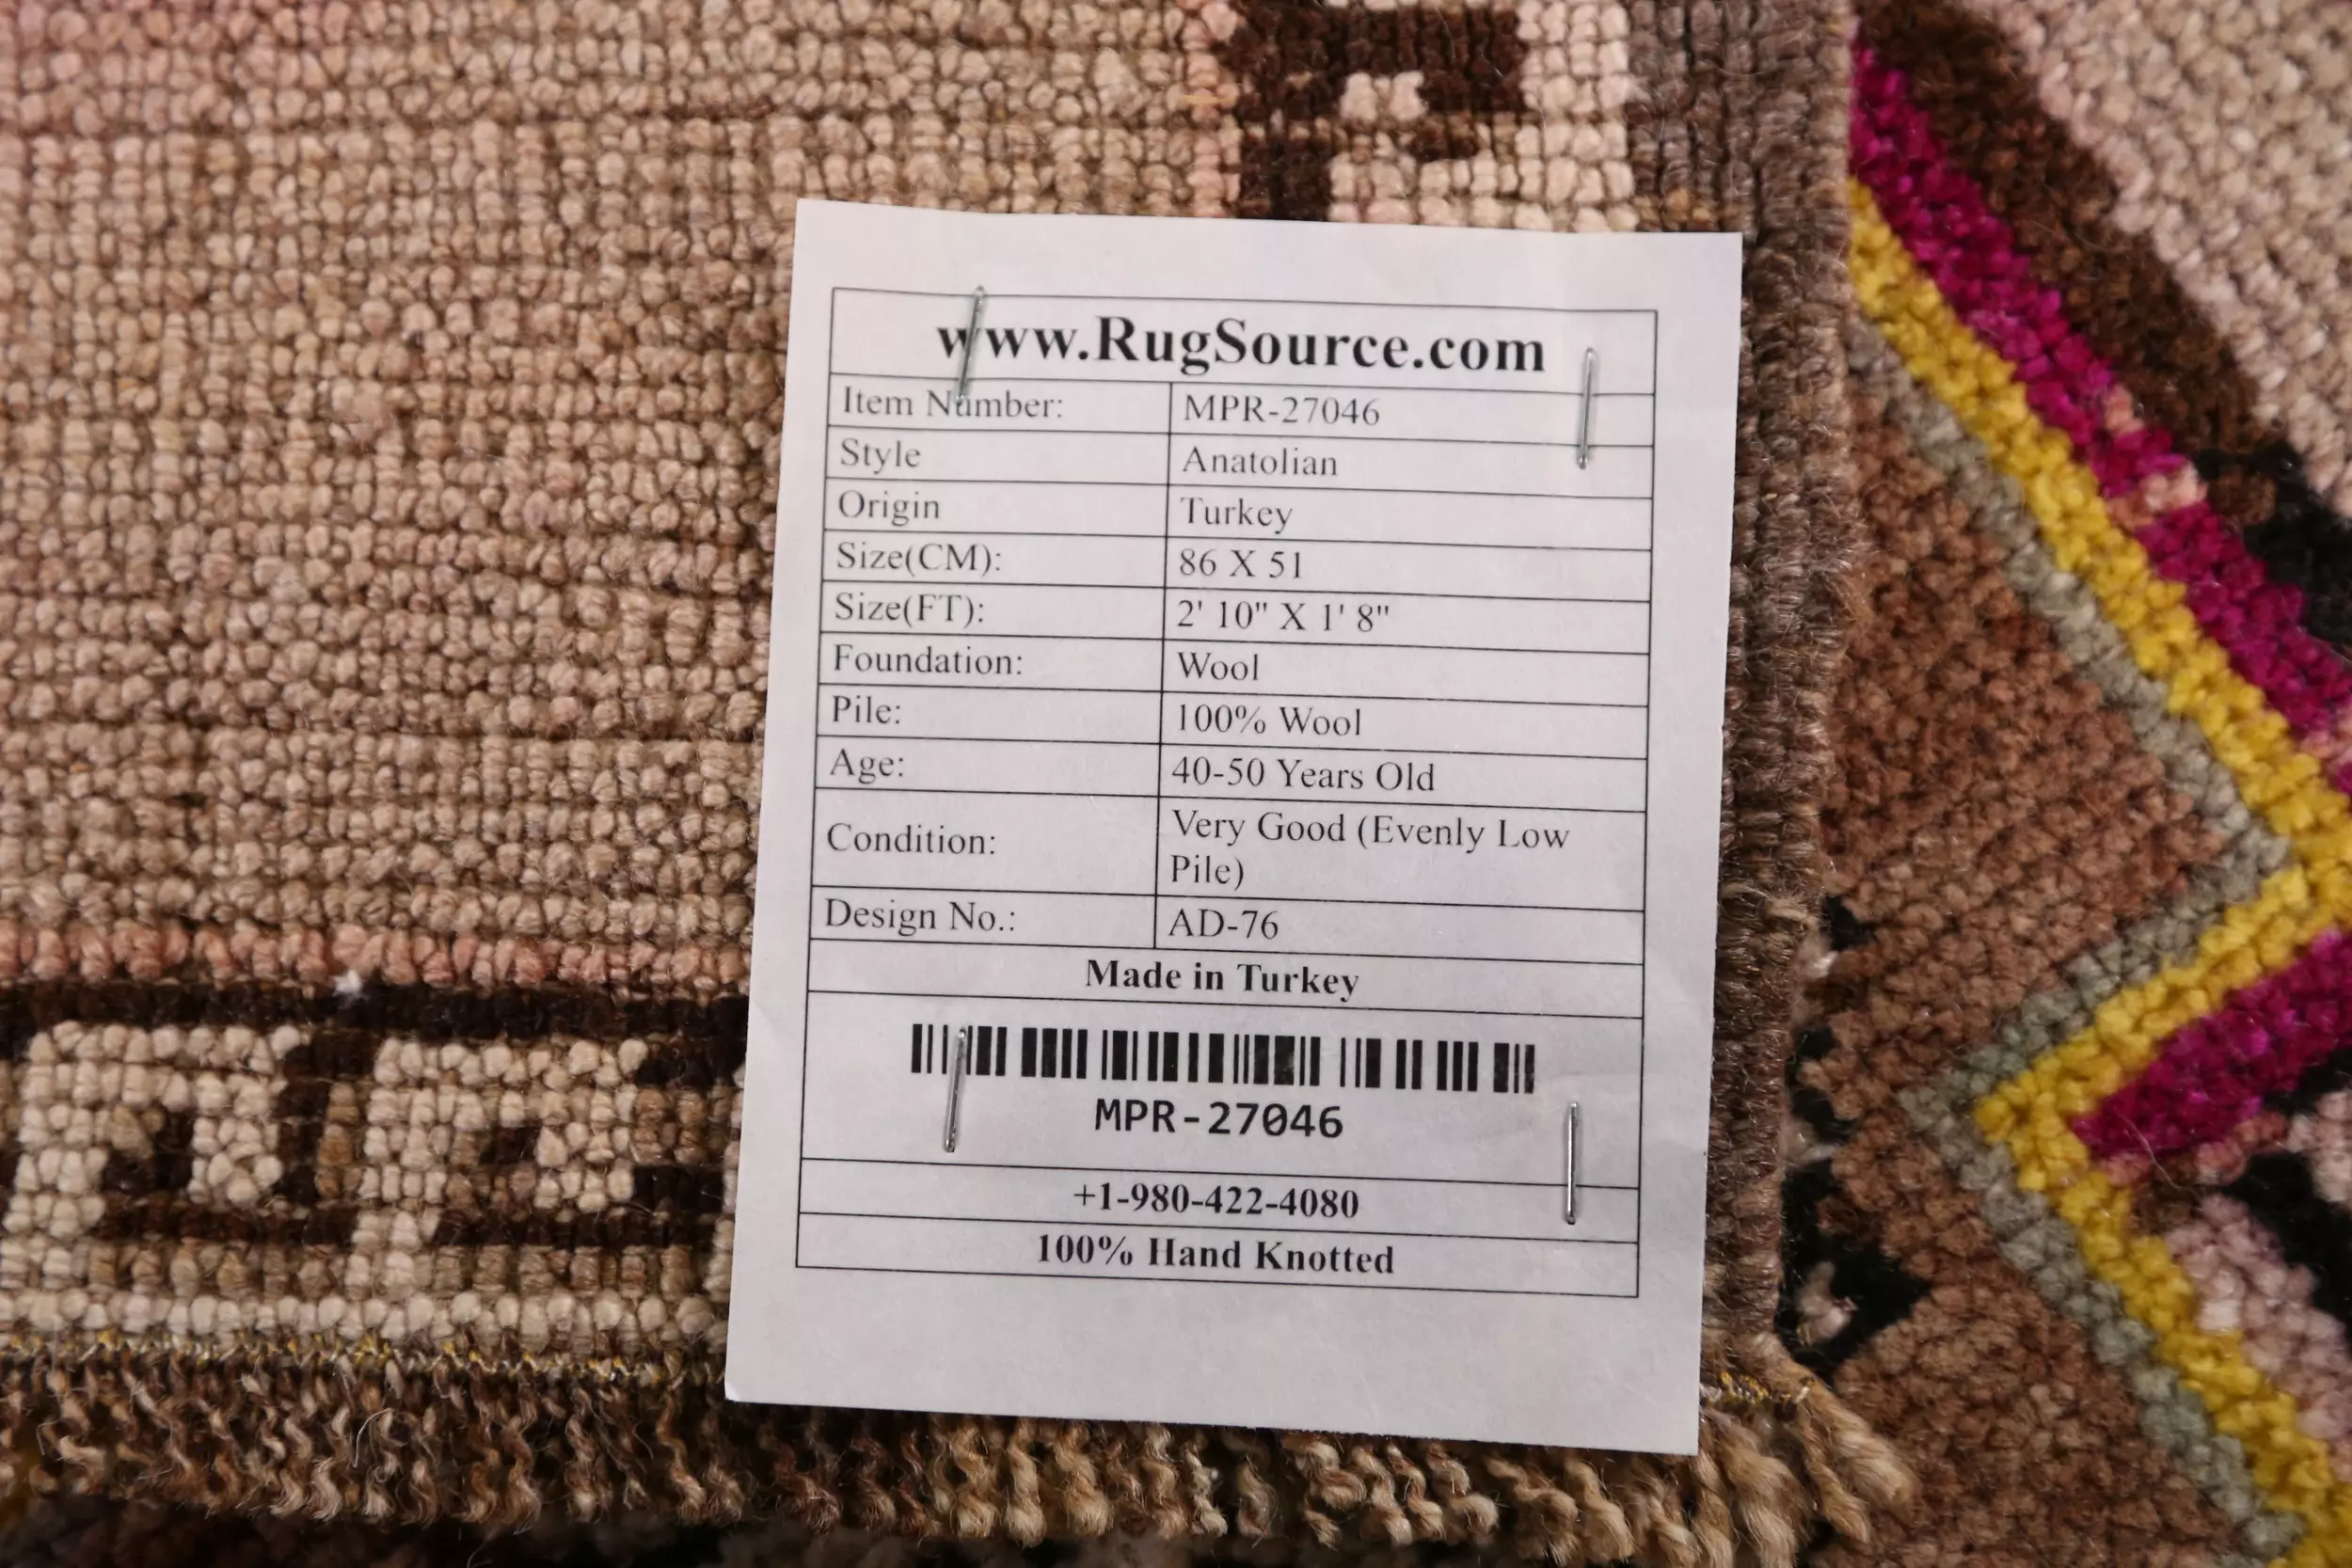 www.RugSource.com
Item Number: MPR-27046
Style Anatolian
Origin Turkey
Size(CM): 86 X 51
Size(FT): 2' 10" X 1' 8"
Foundation: Wool
Pile: 100% Wool
Age: 40-50 Years Old
Condition: Very Good (Evenly Low
Pile)
Design No.: AD-76
Made in Turkey
MPR-27046
+1-980-422-4080
100% Hand Knotted